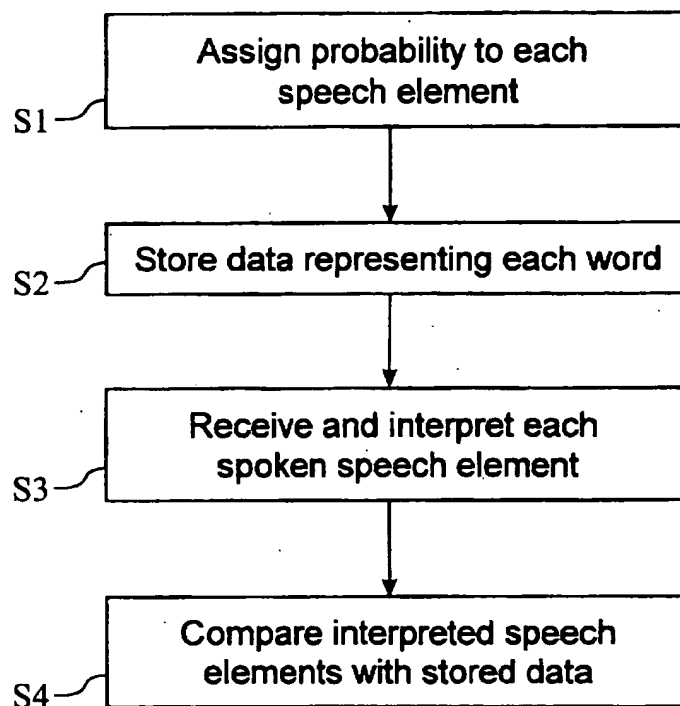 Assign probability to each
speech element
S1
Store data representing each word
S2
Receive and interpret each
spoken speech element
S3
Compare interpreted speech
elements with stored data
S4